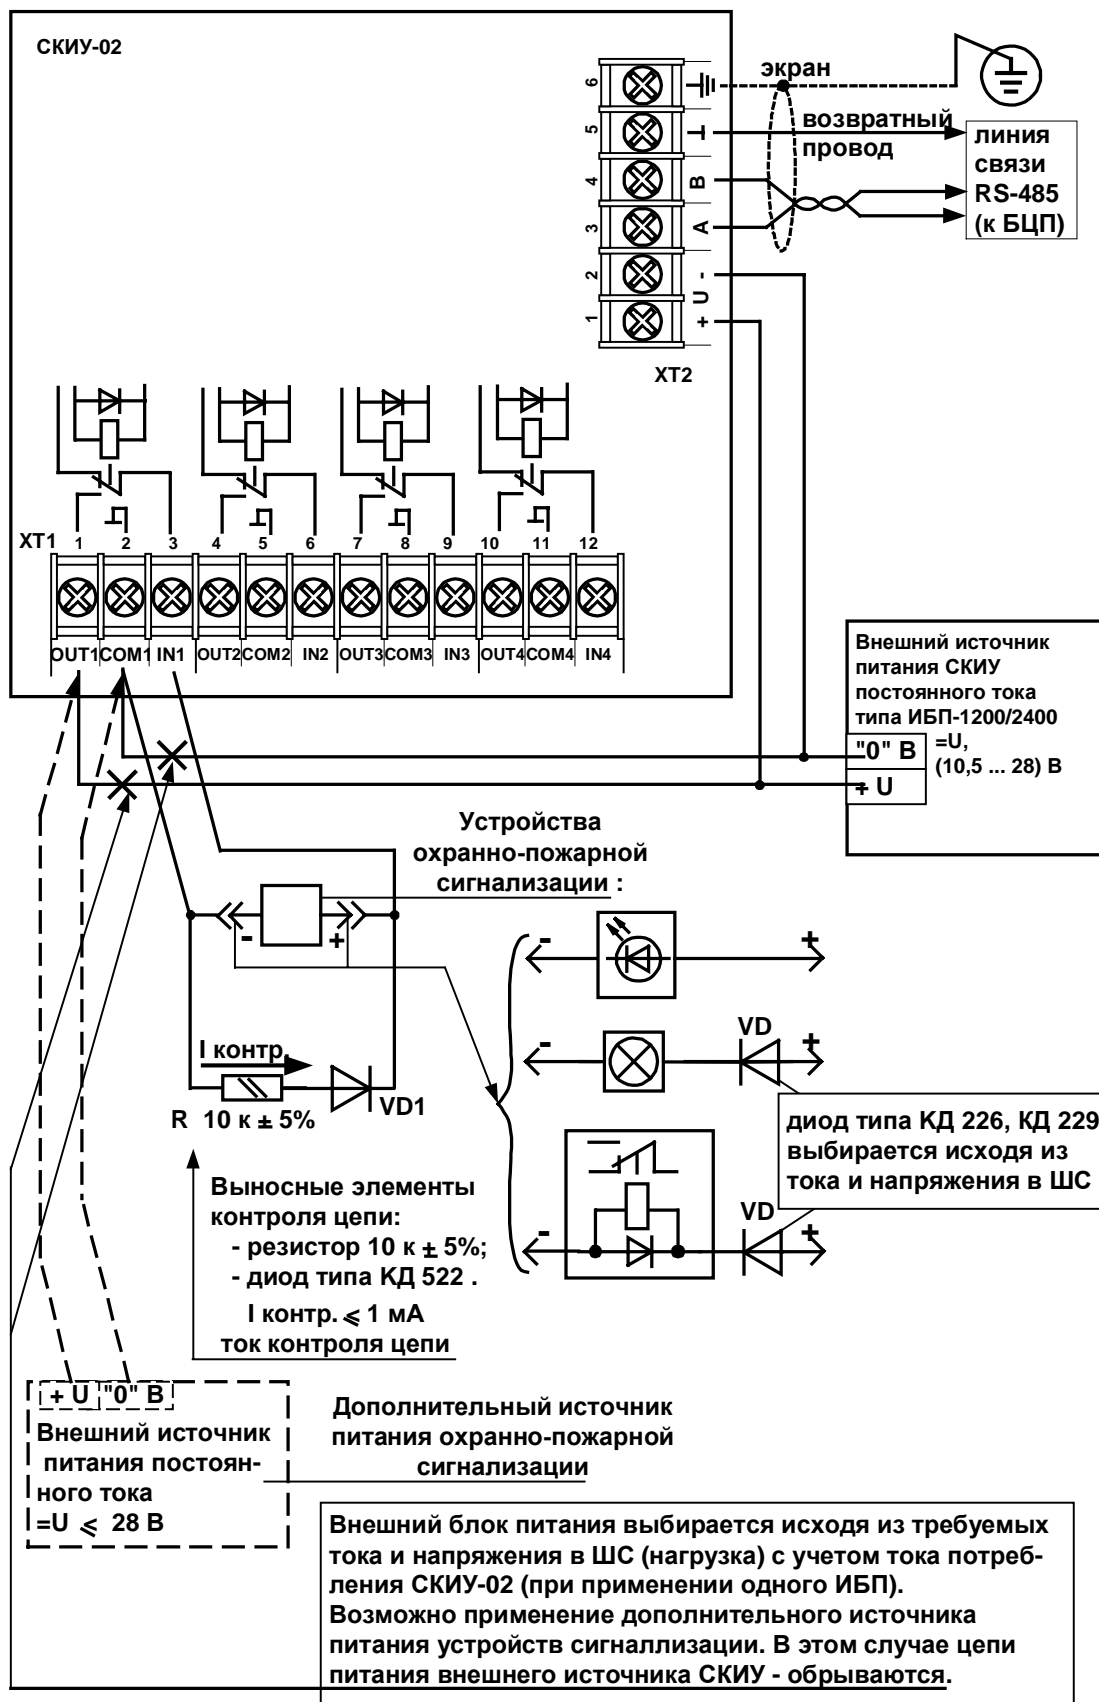 СКИУ-02
экран
6
5
4
3
2
1
В
А
+ U -
возвратный
провод
линия
связи
RS-485
(к БЦП)
XT2
XT1
1 2 3 4 5 6 7 8 9 10 11 12
OUT1 COM1 IN1 OUT2 COM2 IN2 OUT3 COM3 IN3 OUT4 COM4 IN4
Внешний источник
питания СКИУ
постоянного тока
типа ИБП-1200/2400
"0" В
=U,
(10,5 ... 28) В
+ U
Устройства
охранно-пожарной
сигнализации :
- +
- +
- VD +
I контр.
VD1
R 10 к ± 5%
диод типа КД 226, КД 229
выбирается исходя из
тока и напряжения в ШС
Выносные элементы
контроля цепи:
- резистор 10 к ± 5%;
- диод типа КД 522 .
I контр. ⩽ 1 мА
ток контроля цепи
- VD +
+ U "0" В
Внешний источник
питания постоян-
ного тока
=U ⩽ 28 В
Дополнительный источник
питания охранно-пожарной
сигнализации
Внешний блок питания выбирается исходя из требуемых
тока и напряжения в ШС (нагрузка) с учетом тока потреб-
ления СКИУ-02 (при применении одного ИБП).
Возможно применение дополнительного источника
питания устройств сигналлизации. В этом случае цепи
питания внешнего источника СКИУ - обрываются.